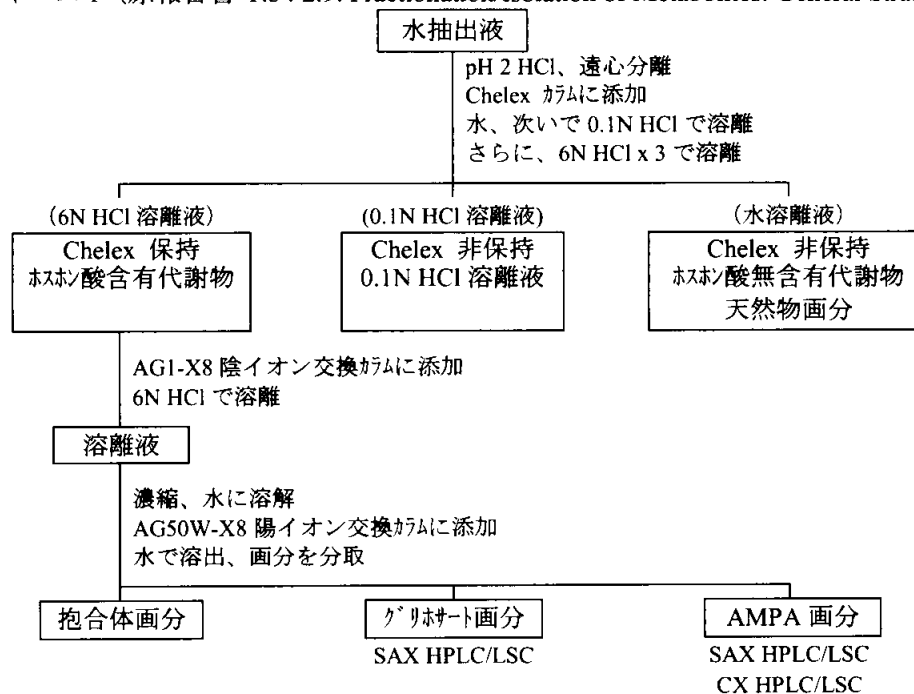 水抽出液
pH 2 HCl、遠心分離
Chelex ｶﾗﾑに添加
水、次いで 0.1N HCl で溶離
さらに、6N HCl x 3 で溶離
(6N HCl 溶離液)
(0.1N HCl 溶離液)
(水溶離液)
Chelex 保持
ﾎｽﾎﾝ酸含有代謝物
Chelex 非保持
0.1N HCl 溶離液
Chelex 非保持
ﾎｽﾎﾝ酸無含有代謝物
天然物画分
AG1-X8 陰イオン交換ｶﾗﾑに添加
6N HCl で溶離
溶離液
濃縮、水に溶解
AG50W-X8 陽イオン交換ｶﾗﾑに添加
水で溶出、画分を分取
抱合体画分
ｸﾞﾘﾎｻｰﾄ画分
AMPA 画分
SAX HPLC/LSC
SAX HPLC/LSC
CX HPLC/LSC